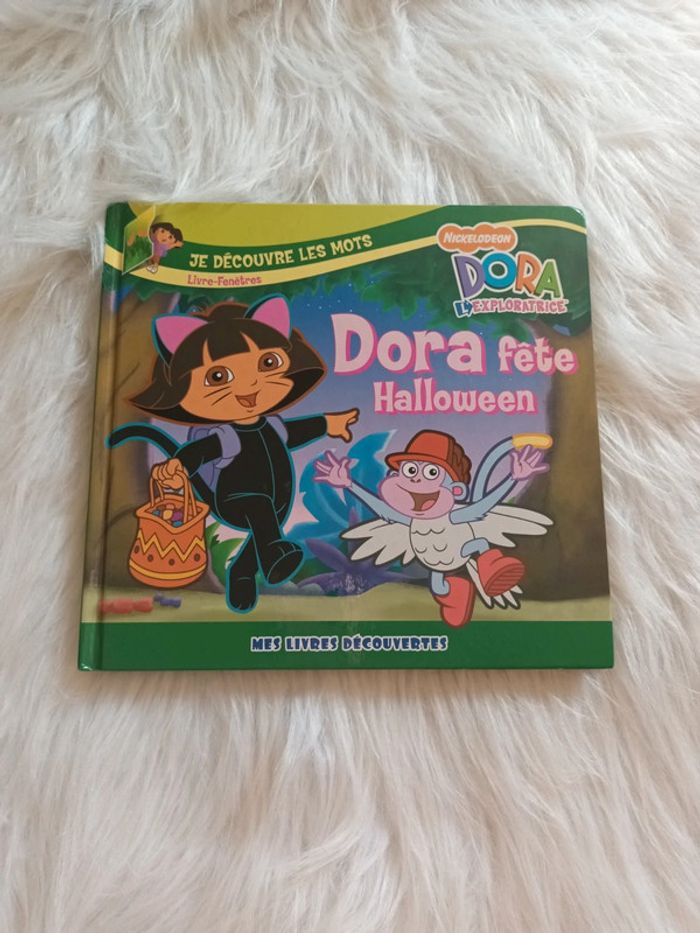 JE DÉCOUVRE LES MOTS
Livre-Fenêtres
NICKELODEON
DORA
L'EXPLORATRICE
Dora fête
Halloween
MES LIVRES DÉCOUVERTES